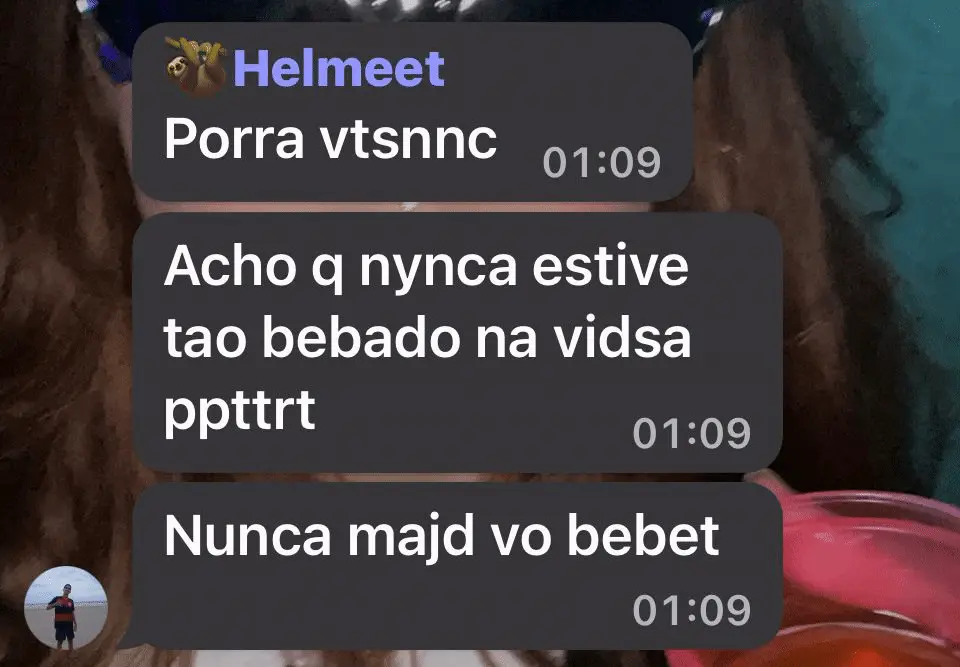 🦥Helmeet
Porra vtsnnc
01:09
Acho q nynca estive
tao bebado na vidsa
ppttrt
01:09
Nunca majd vo bebet
01:09